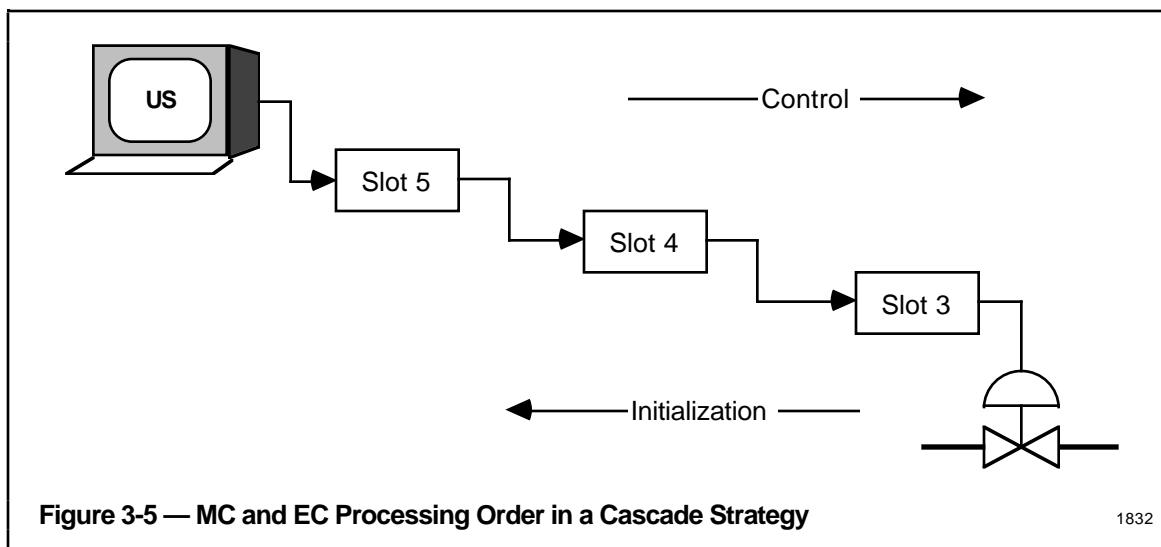 US
Control
Slot 5
Slot 4
Slot 3
Initialization
Figure 3-5 — MC and EC Processing Order in a Cascade Strategy
1832